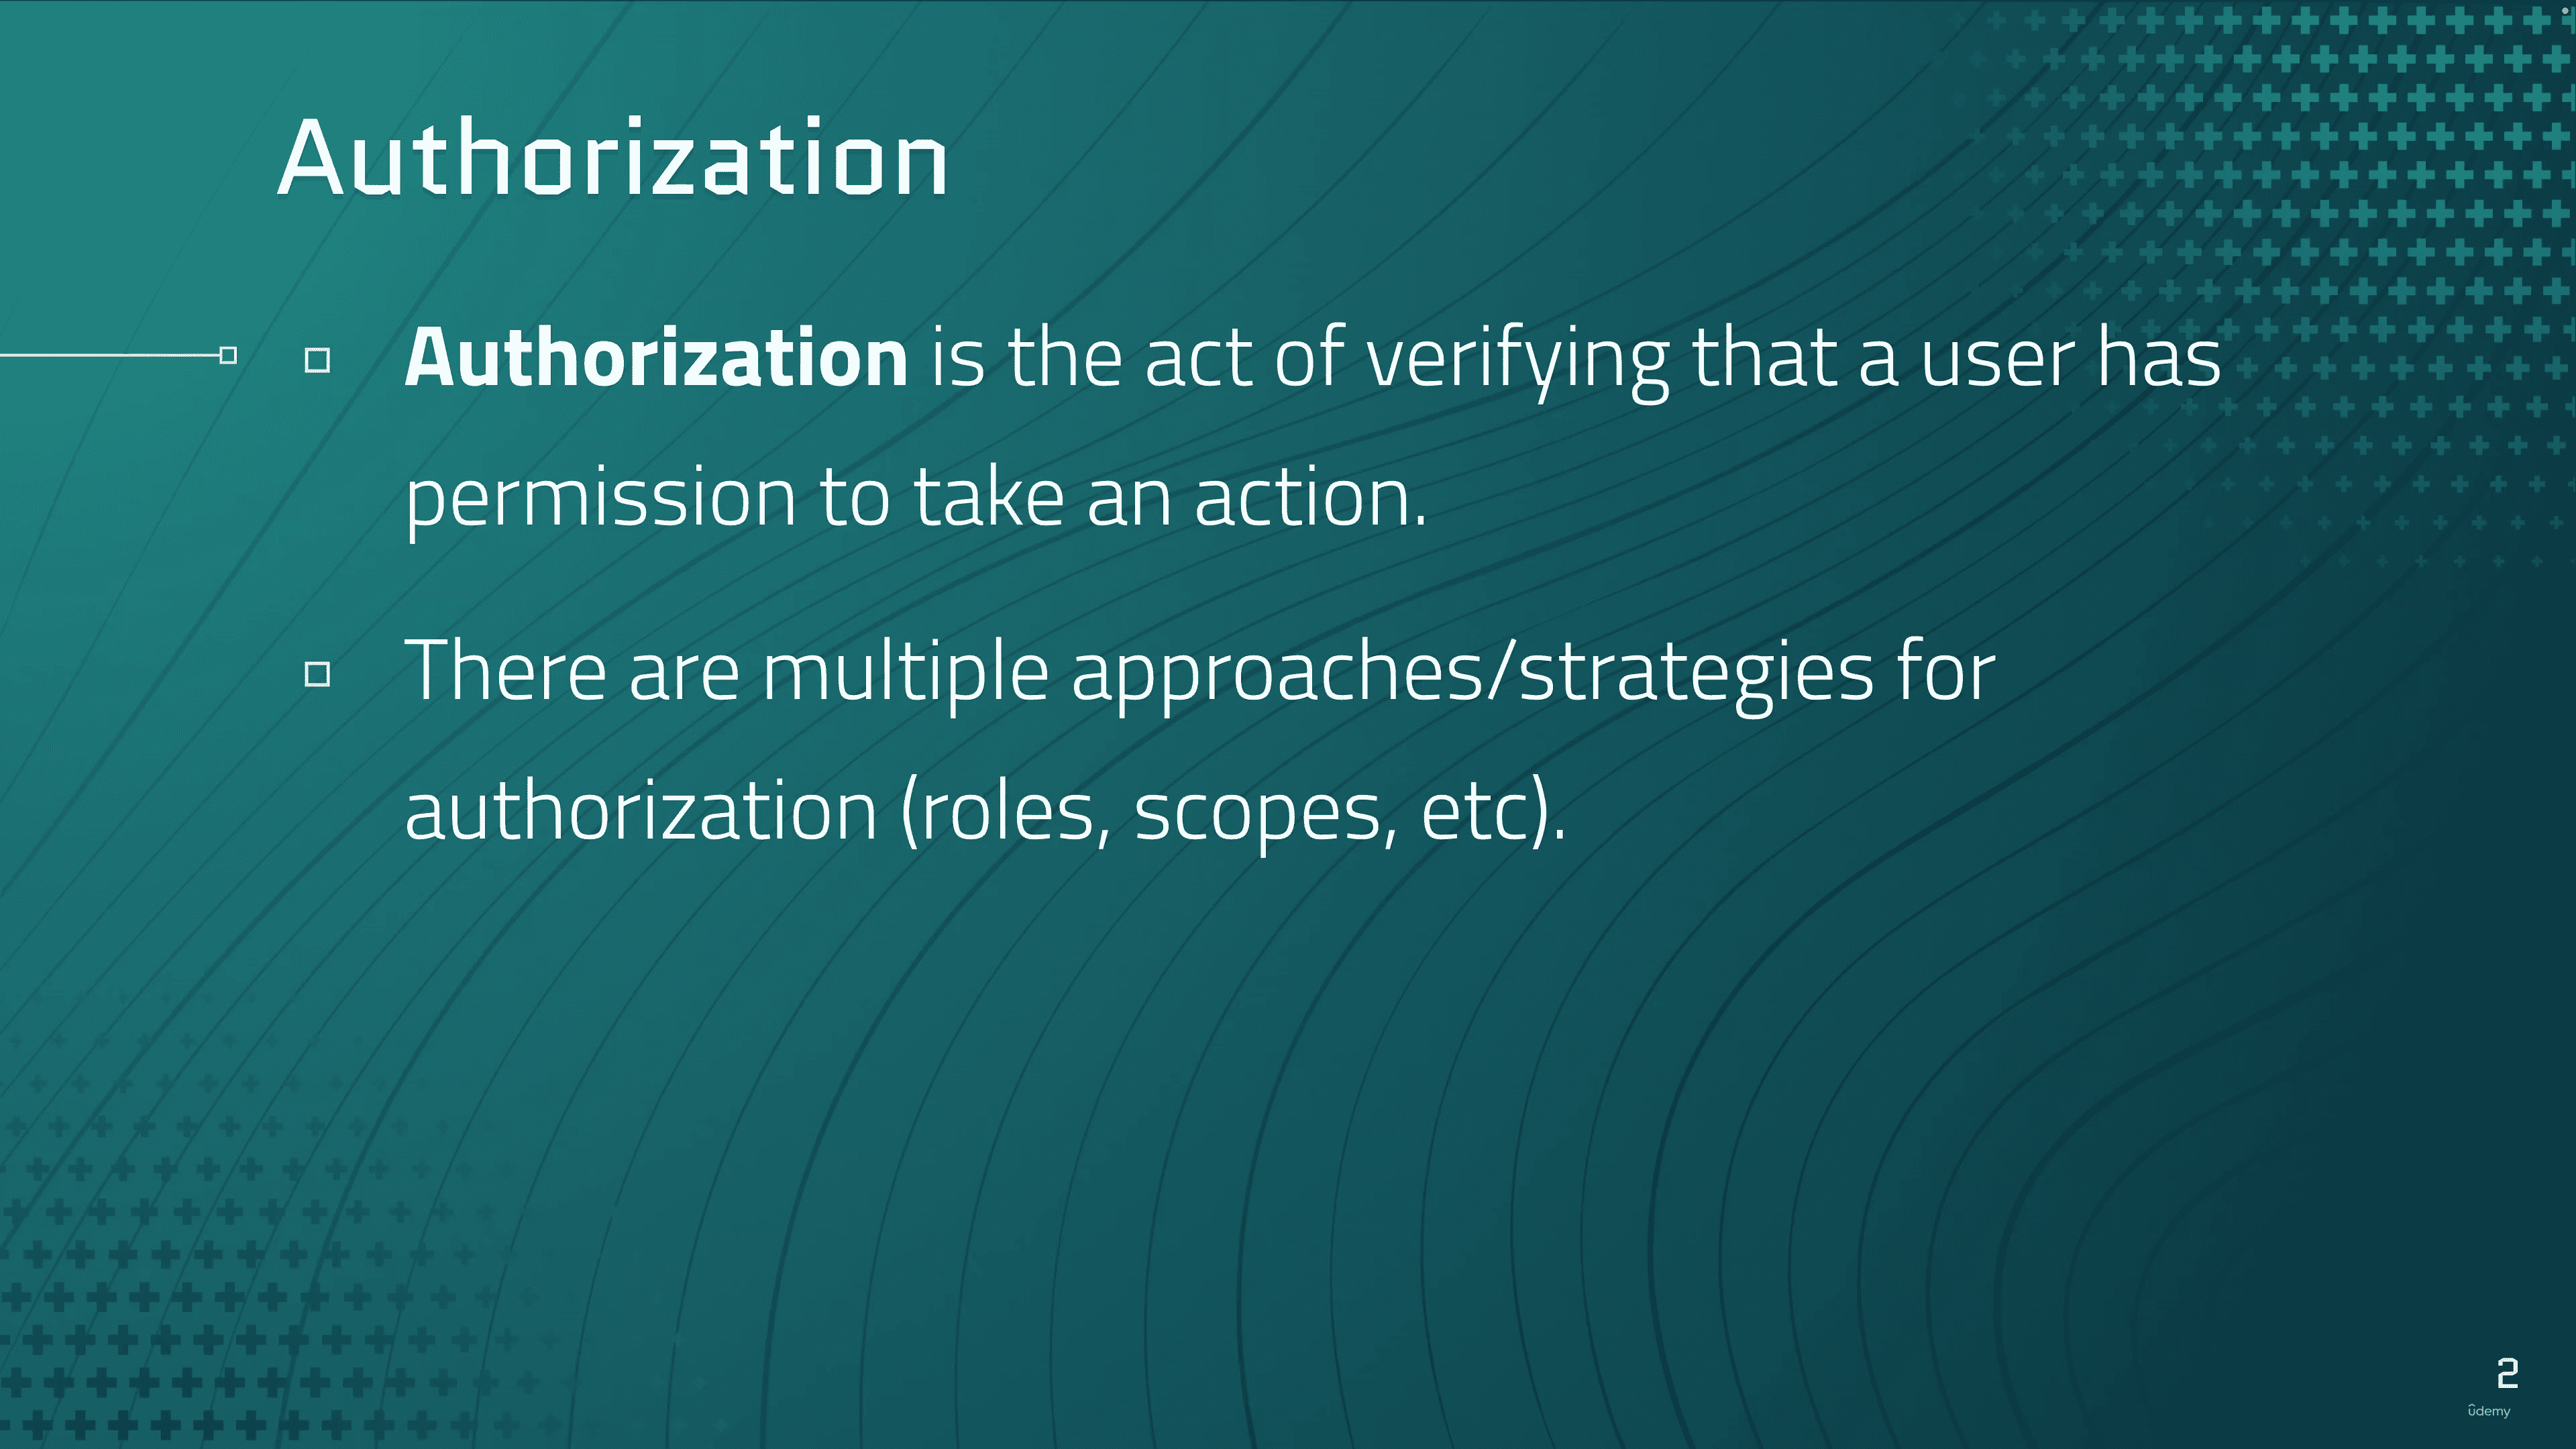 Authorization
Authorization is the act of verifying that a user has
permission to take an action.
There are multiple approaches/strategies for
authorization (roles, scopes, etc).
2
ûdemy